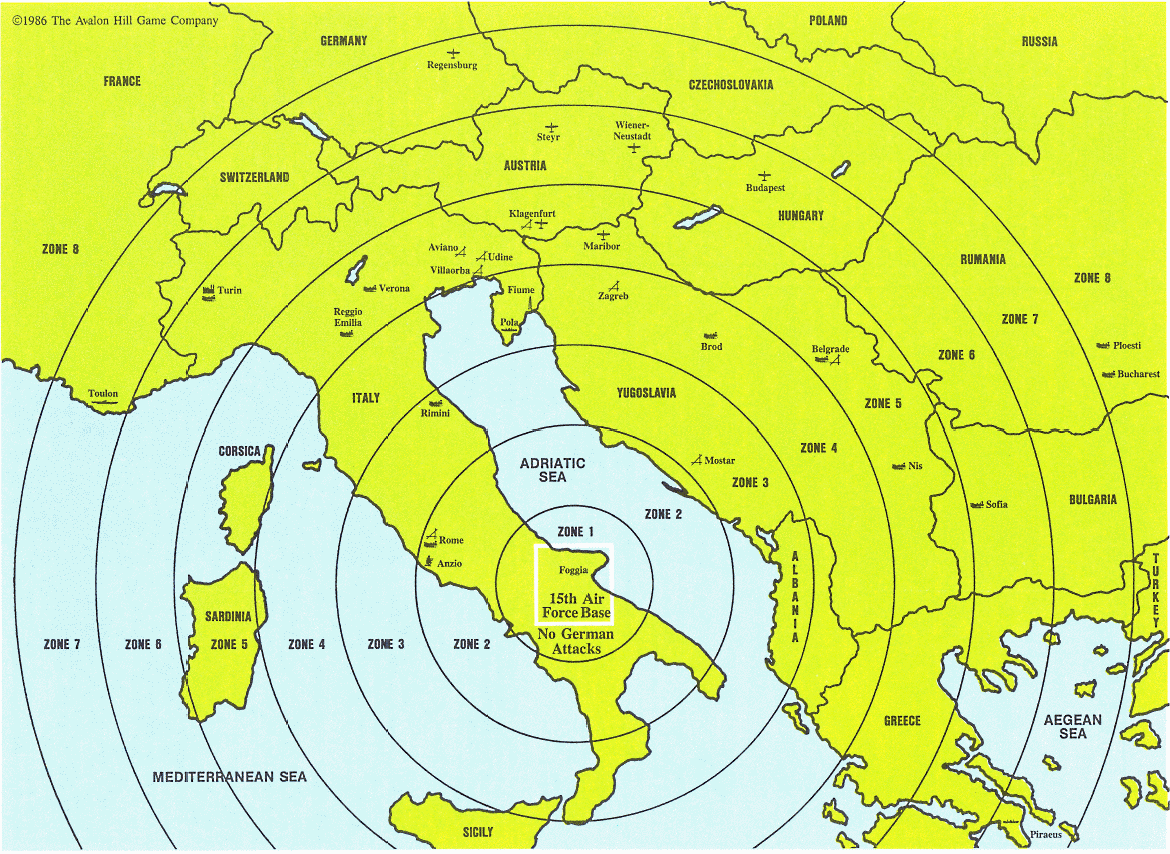 ©1986 The Avalon Hill Game Company
GERMANY
POLAND
RUSSIA
FRANCE
Regensburg
CZECHOSLOVAKIA
Steyr
Wiener-
Neustadt
AUSTRIA
SWITZERLAND
Budapest
HUNGARY
Klagenfurt
Maribor
ZONE 8
Aviano
Udine
Villaorba
RUMANIA
ZONE 8
Turin
Verona
Fiume
Zagreb
Reggio
Emilia
Pola
ZONE 7
Brod
Belgrade
ZONE 6
Ploesti
Bucharest
Toulon
ITALY
Rimini
YUGOSLAVIA
ZONE 5
CORSICA
ZONE 4
ADRIATIC
SEA
Mostar
ZONE 3
Nis
Sofia
BULGARIA
ZONE 2
ZONE 1
Rome
Anzio
Foggia
15th Air
Force Base
No German
Attacks
ALBANIA
TURKEY
SARDINIA
ZONE 7
ZONE 6
ZONE 5
ZONE 4
ZONE 3
ZONE 2
GREECE
AEGEAN
SEA
MEDITERRANEAN SEA
SICILY
Piraeus